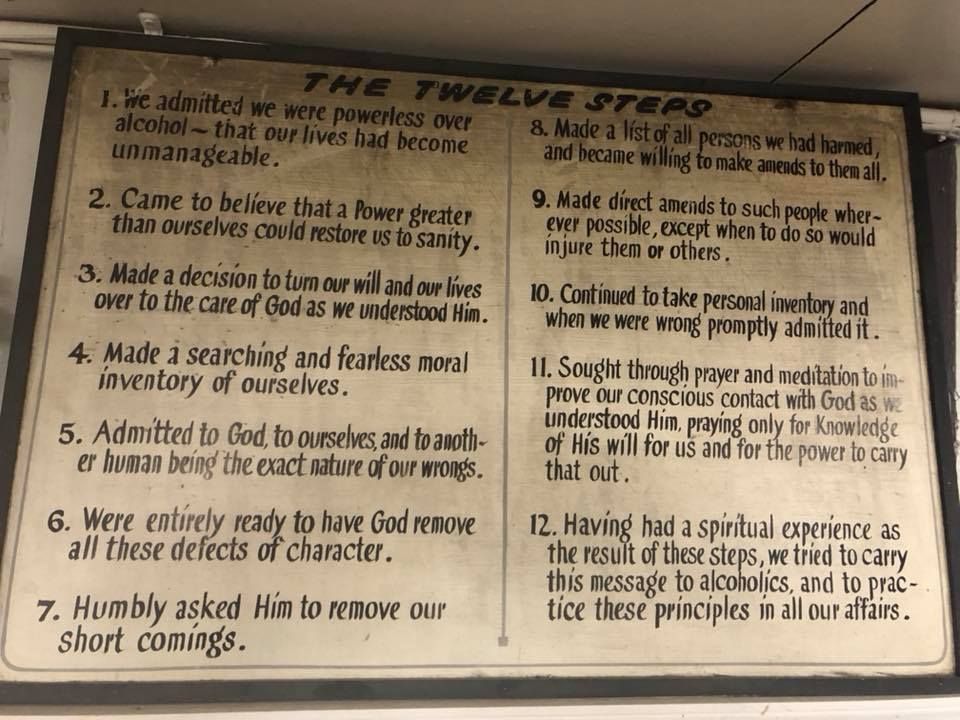 THE TWELVE STEPS
1. We admitted we were powerless over
alcohol ~ that our lives had become
unmanageable.
2. Came to believe that a Power greater
than ourselves could restore us to sanity.
3. Made a decision to turn our will and our lives
over to the care of God as we understood Him.
4. Made a searching and fearless moral
inventory of ourselves.
5. Admitted to God, to ourselves, and to anoth-
er human being the exact nature of our wrongs.
6. Were entirely ready to have God remove
all these defects of character.
7. Humbly asked Him to remove our
short comings.
8. Made a list of all persons we had harmed,
and became willing to make amends to them all.
9. Made direct amends to such people wher-
ever possible, except when to do so would
injure them or others.
10. Continued to take personal inventory and
when we were wrong promptly admitted it.
11. Sought through prayer and meditation to im-
prove our conscious contact with God as we
understood Him, praying only for Knowledge
of His will for us and for the power to carry
that out.
12. Having had a spiritual experience as
the result of these steps, we tried to carry
this message to alcoholics, and to prac-
tice these principles in all our affairs.